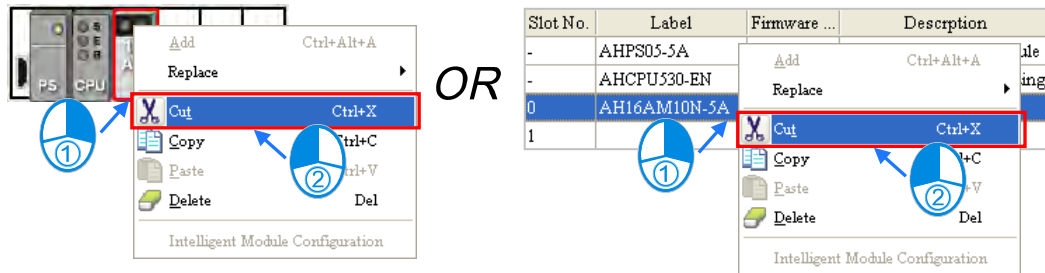 PS CPU
Add Ctrl+Alt+A
Replace
Cut Ctrl+X
Copy Ctrl+C
Paste Ctrl+V
Delete Del
Intelligent Module Configuration
①
②
OR
Slot No. Label Firmware ... Descrption
- AHPS05-5A ule
- AHCPU530-EN ing
0 AH16AM10N-5A
1
Add Ctrl+Alt+A
Replace
Cut Ctrl+X
Copy l+C
Paste +V
Delete Del
Intelligent Module Configuration
①
②